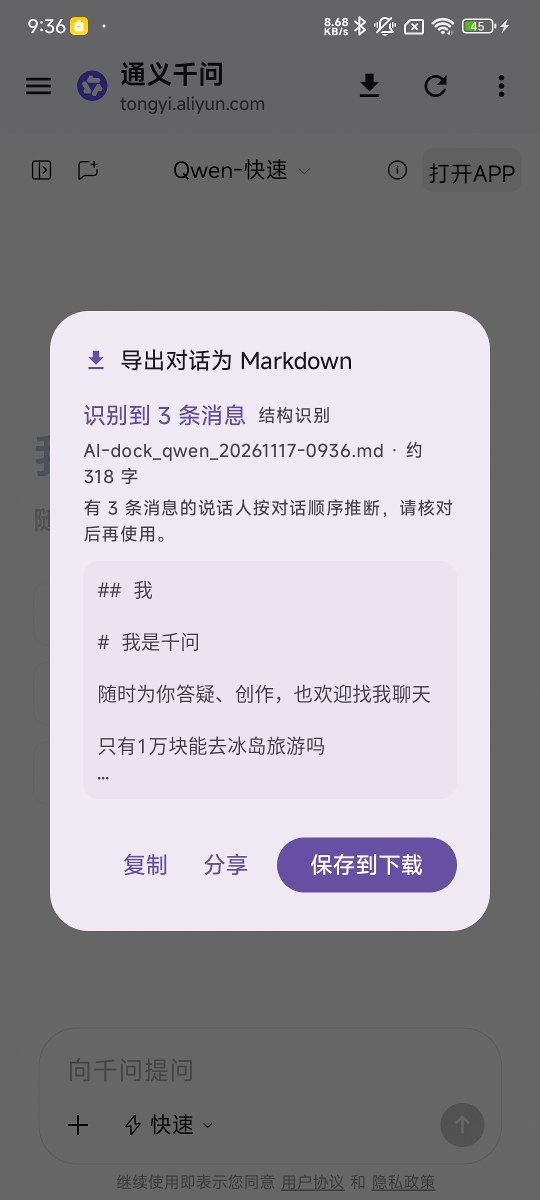 9:36
8.68
KB/s
45
通义千问
tongyi.aliyun.com
Qwen-快速
打开APP
导出对话为 Markdown
识别到 3 条消息 结构识别
AI-dock_qwen_20261117-0936.md · 约
318 字
有 3 条消息的说话人按对话顺序推断，请核对
后再使用。
## 我
# 我是千问
随时为你答疑、创作，也欢迎找我聊天
只有1万块能去冰岛旅游吗
…
复制 分享 保存到下载
向千问提问
快速
继续使用即表示您同意 用户协议 和 隐私政策